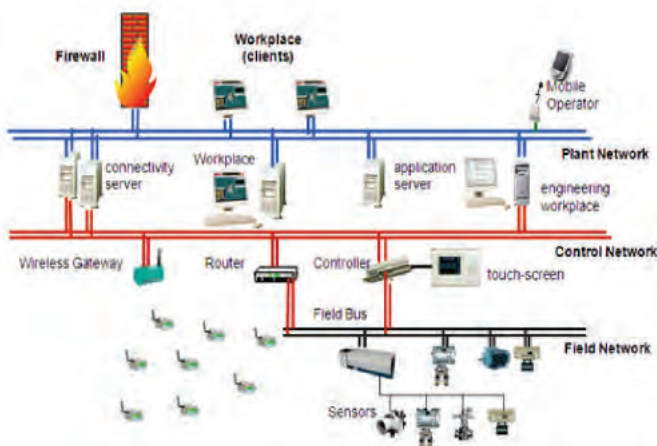 Firewall
Workplace
(clients)
Mobile
Operator
Plant Network
connectivity
server
Workplace
application
server
engineering
workplace
Control Network
Wireless Gateway
Router
Controller
touch-screen
Field Bus
Field Network
Sensors